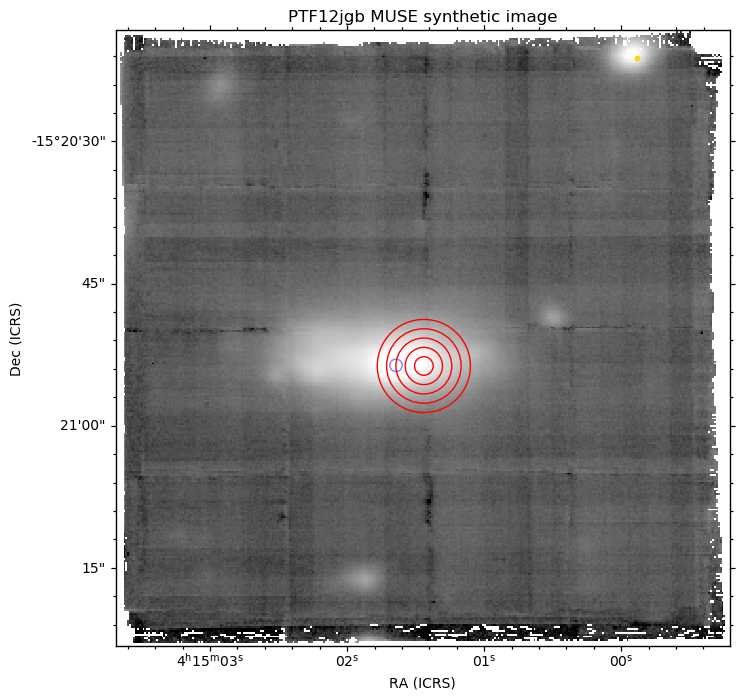 PTF12jgb MUSE synthetic image
-15°20'30"
45"
21'00"
15"
4ʰ15ᵐ03ˢ 02ˢ 01ˢ 00ˢ
Dec (ICRS)
RA (ICRS)